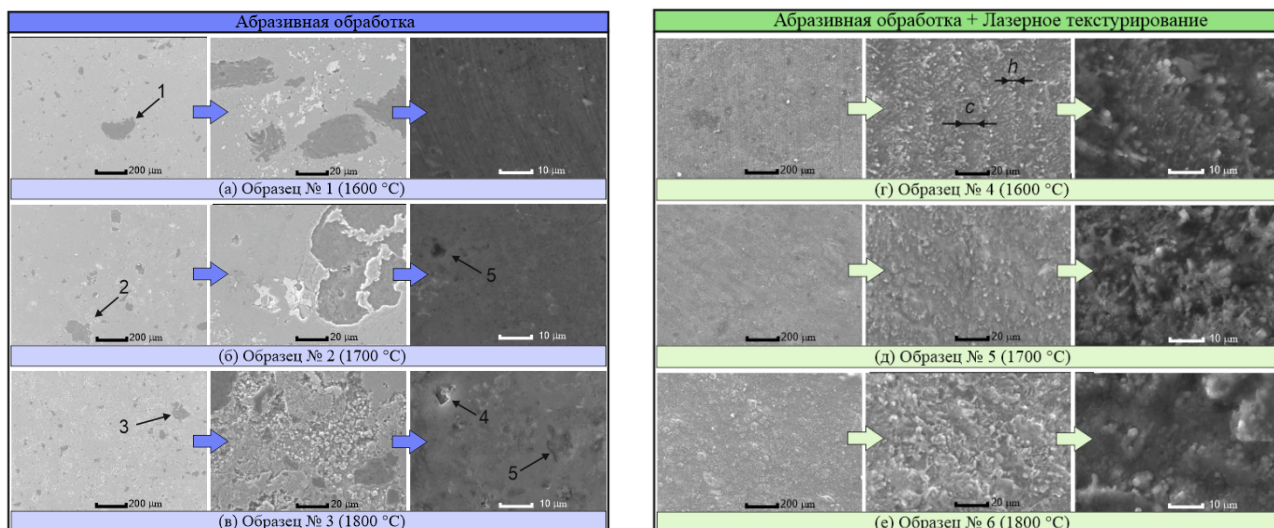 Абразивная обработка
1
200 μm
20 μm
10 μm
(а) Образец № 1 (1600 °C)
2
5
200 μm
20 μm
10 μm
(б) Образец № 2 (1700 °C)
3
4
5
200 μm
20 μm
10 μm
(в) Образец № 3 (1800 °C)
Абразивная обработка + Лазерное текстурирование
h
c
200 μm
20 μm
10 μm
(г) Образец № 4 (1600 °C)
200 μm
20 μm
10 μm
(д) Образец № 5 (1700 °C)
200 μm
20 μm
10 μm
(е) Образец № 6 (1800 °C)